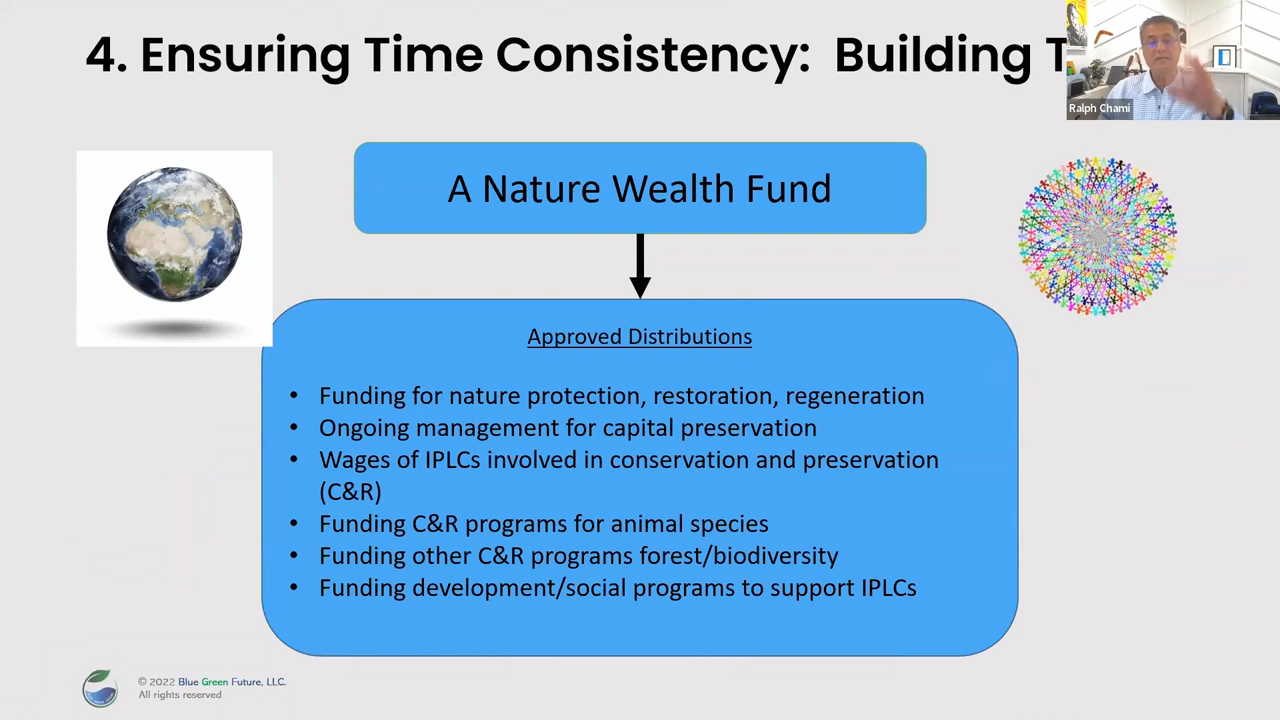 4. Ensuring Time Consistency: Building
Ralph Chami
A Nature Wealth Fund
Approved Distributions
• Funding for nature protection, restoration, regeneration
• Ongoing management for capital preservation
• Wages of IPLCs involved in conservation and preservation
(C&R)
• Funding C&R programs for animal species
• Funding other C&R programs forest/biodiversity
• Funding development/social programs to support IPLCs
© 2022 Blue Green Future, LLC.
All rights reserved